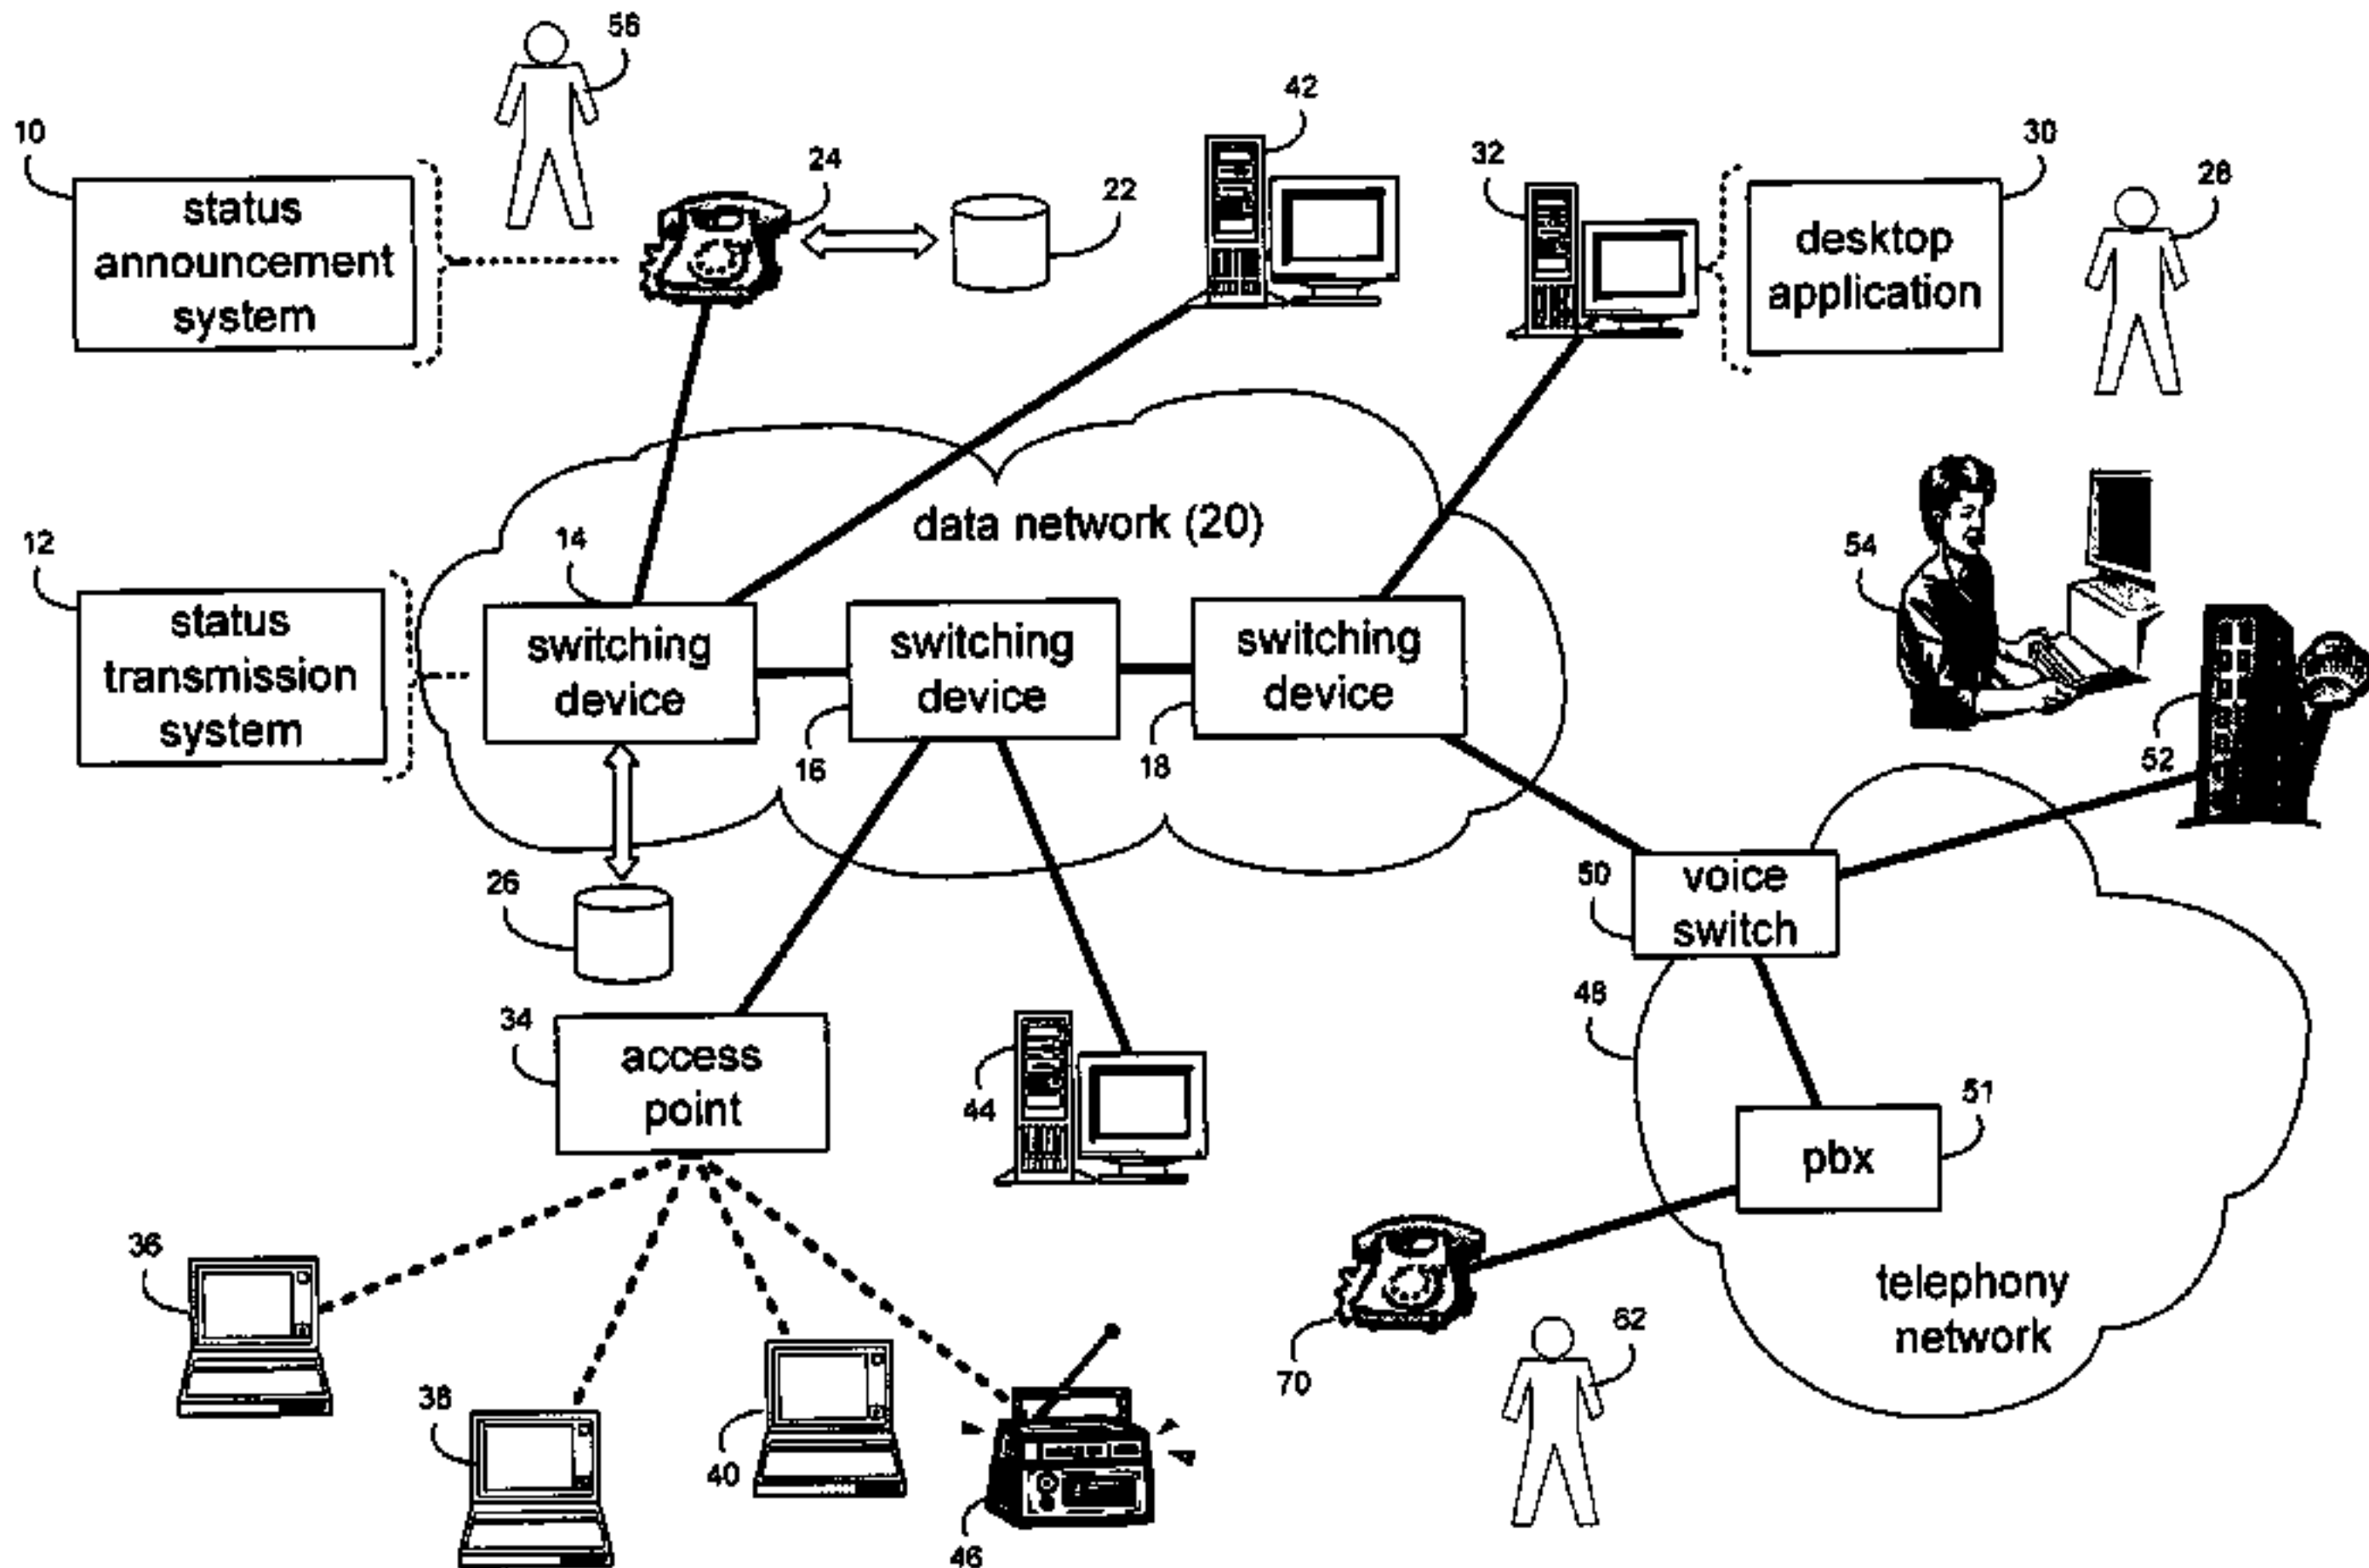 56
10
status
announcement
system
24
22
42
32
30
desktop
application
28
data network (20)
12
status
transmission
system
14
switching
device
switching
device
switching
device
16
18
54
52
26
50
voice
switch
48
34
access
point
44
51
pbx
36
38
40
46
70
62
telephony
network